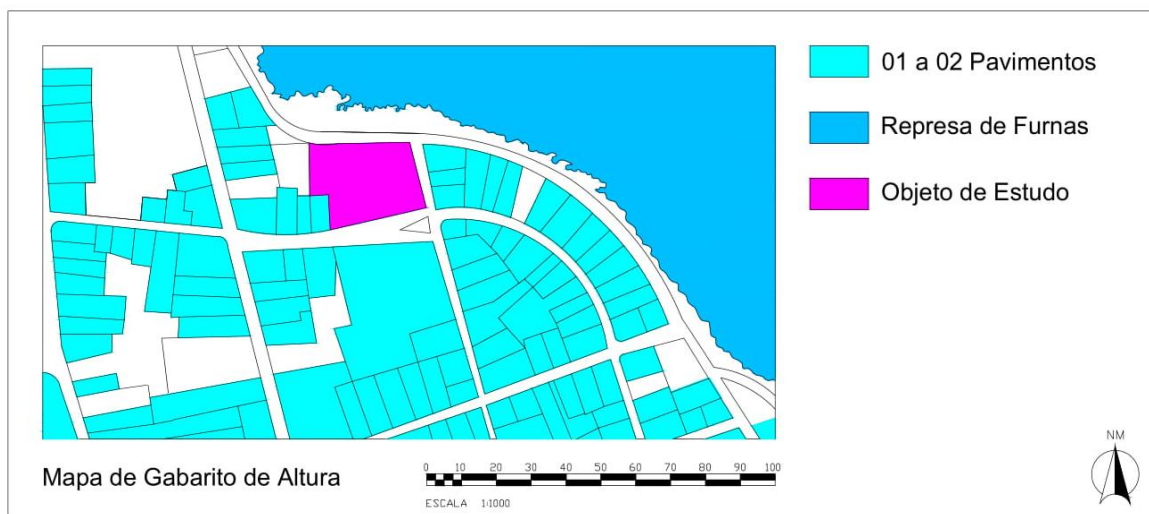 01 a 02 Pavimentos
Represa de Furnas
Objeto de Estudo
Mapa de Gabarito de Altura
0 10 20 30 40 50 60 70 80 90 100
ESCALA 1:1000
NM